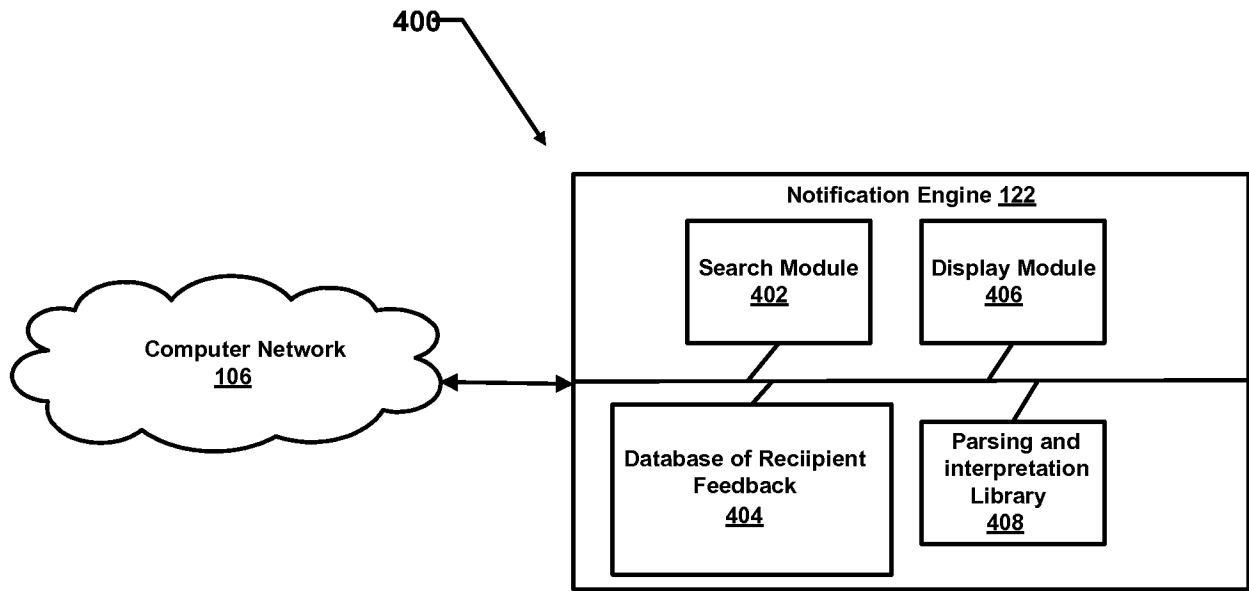 400
Notification Engine 122
Search Module
402
Display Module
406
Computer Network
106
Database of Reciipient
Feedback
404
Parsing and
interpretation
Library
408